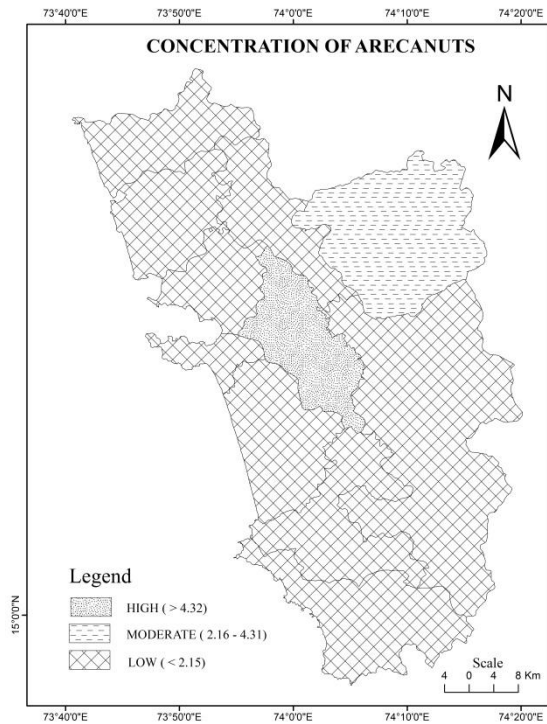 73°40'0"E 73°50'0"E 74°0'0"E 74°10'0"E 74°20'0"E
CONCENTRATION OF ARECANUTS
N
15°0'0"N
Legend
HIGH ( > 4.32)
MODERATE ( 2.16 - 4.31)
LOW ( < 2.15)
Scale
4 0 4 8 Km
73°40'0"E 73°50'0"E 74°0'0"E 74°10'0"E 74°20'0"E